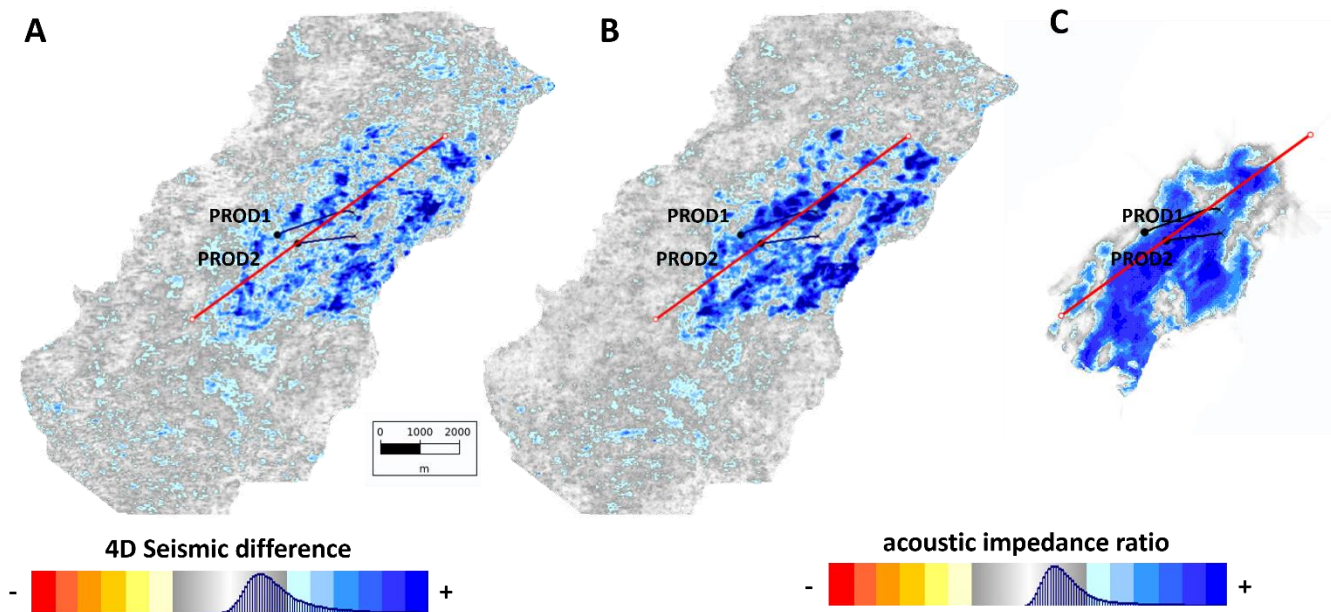 A
B
C
PROD1
PROD2
PROD1
PROD2
PROD1
PROD2
0 1000 2000
m
4D Seismic difference
- +
acoustic impedance ratio
- +